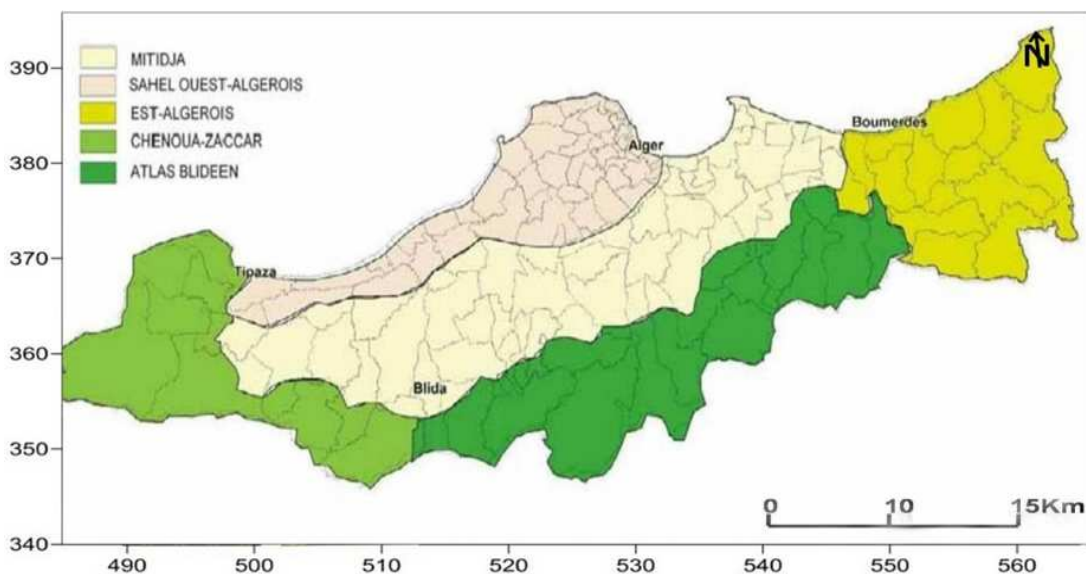 N
390
MITIDJA
SAHEL OUEST-ALGEROIS
EST-ALGEROIS
CHENOUA-ZACCAR
ATLAS BLIDEEN
Boumerdes
Alger
380
370
Tipaza
360
Blida
350
0 10 15Km
340
490 500 510 520 530 540 550 560